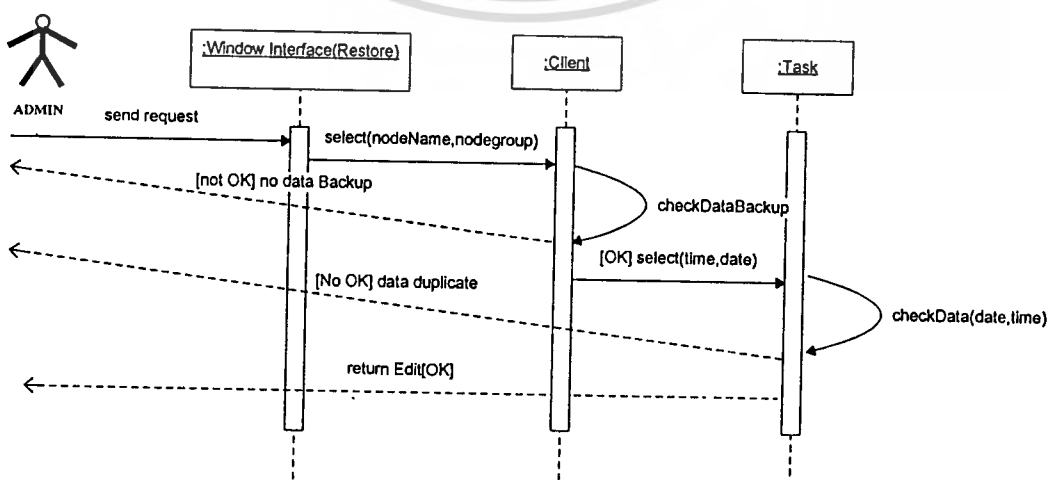 :Window Interface(Restore)
:Client
:Task
ADMIN
send request
select(nodeName,nodegroup)
[not OK] no data Backup
checkDataBackup
[OK] select(time,date)
[No OK] data duplicate
checkData(date,time)
return Edit[OK]